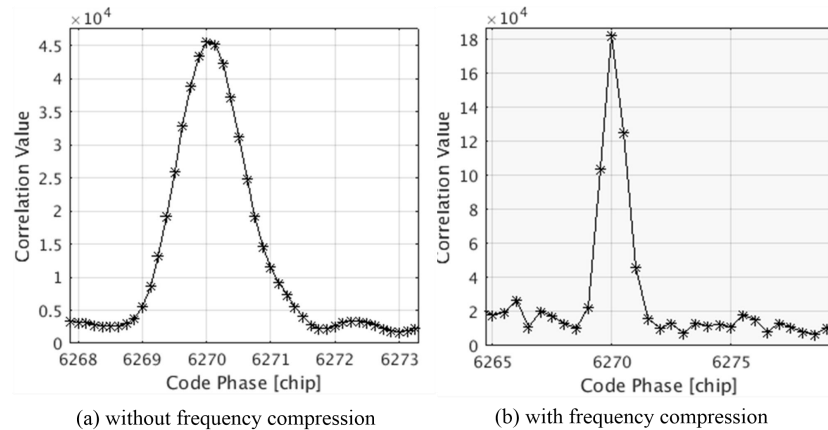 ×10⁴
4.5
4
3.5
3
2.5
2
1.5
1
0.5
0
Correlation Value
6268 6269 6270 6271 6272 6273
Code Phase [chip]
(a) without frequency compression
×10⁴
18
16
14
12
10
8
6
4
2
0
Correlation Value
6265 6270 6275
Code Phase [chip]
(b) with frequency compression